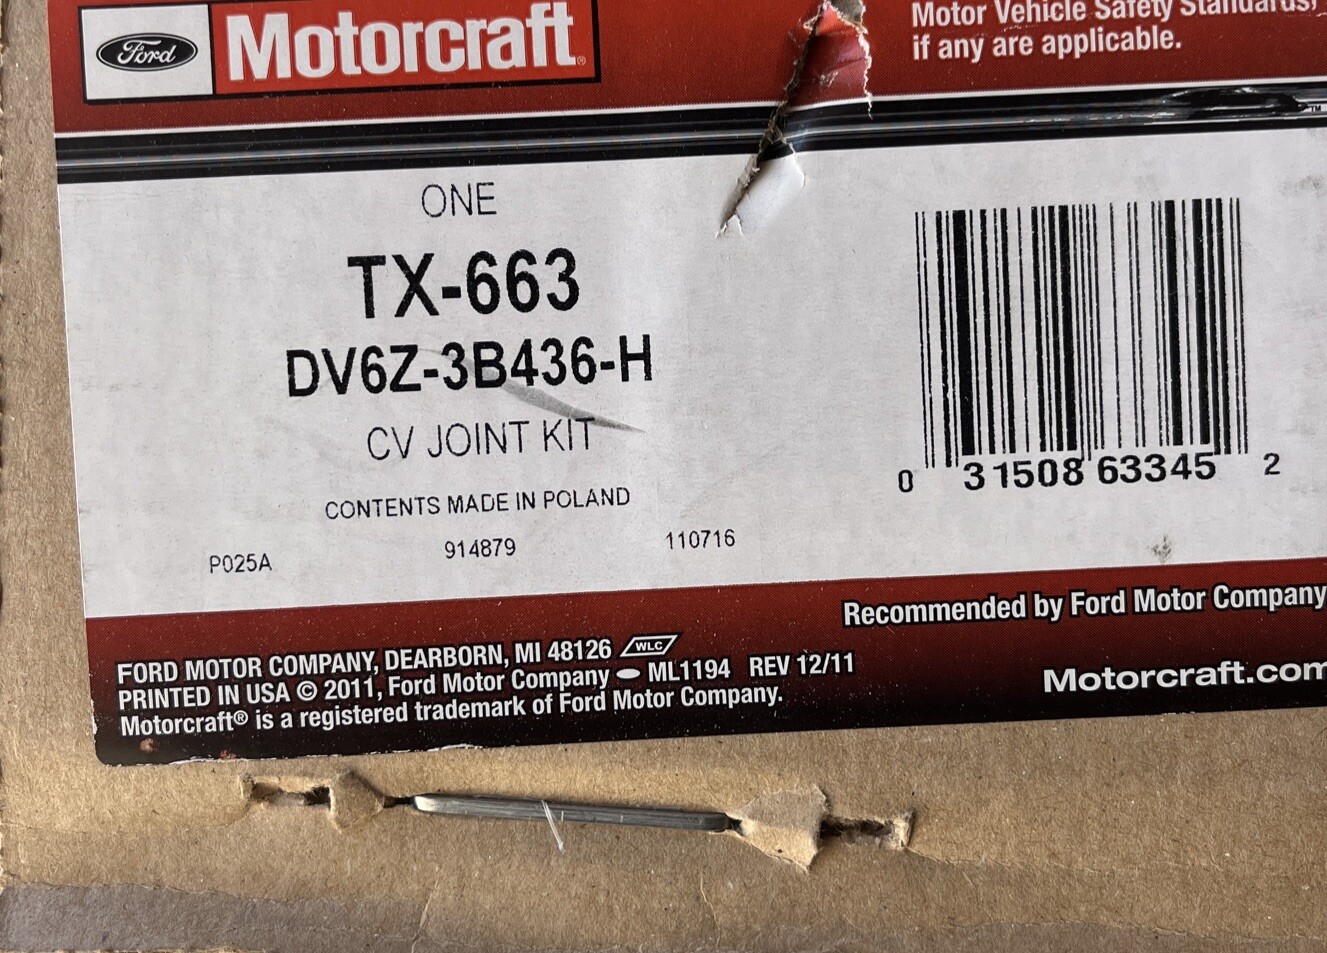 Ford
Motorcraft®
Motor Vehicle Safety Standards,
if any are applicable.
TM
ONE
TX-663
DV6Z-3B436-H
CV JOINT KIT
CONTENTS MADE IN POLAND
P025A 914879 110716
0 31508 63345 2
Recommended by Ford Motor Company
FORD MOTOR COMPANY, DEARBORN, MI 48126 WLC
PRINTED IN USA © 2011, Ford Motor Company ML1194 REV 12/11
Motorcraft® is a registered trademark of Ford Motor Company.
Motorcraft.com